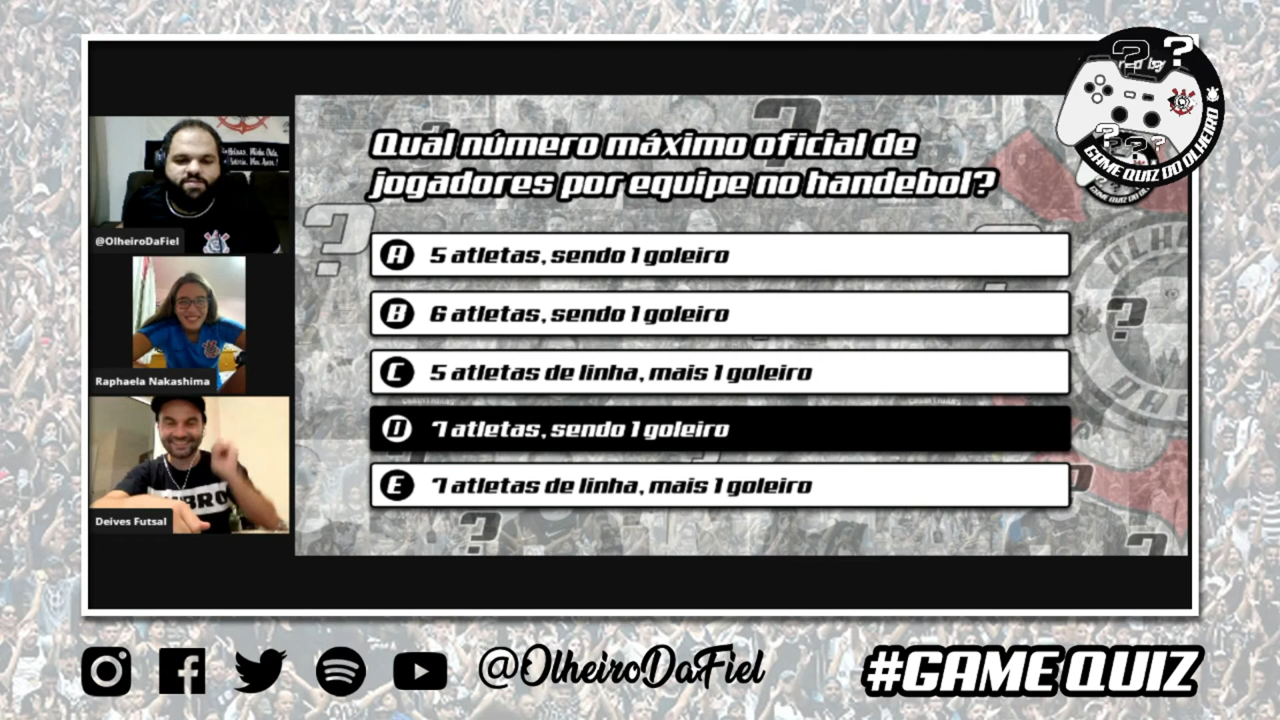 GAME QUIZ DO OLHEIRO
Qual número máximo oficial de
jogadores por equipe no handebol?
A 5 atletas, sendo 1 goleiro
B 6 atletas, sendo 1 goleiro
C 5 atletas de linha, mais 1 goleiro
D 7 atletas, sendo 1 goleiro
E 7 atletas de linha, mais 1 goleiro
@OlheiroDaFiel
Raphaela Nakashima
Deives Futsal
@OlheiroDaFiel
#GAME QUIZ